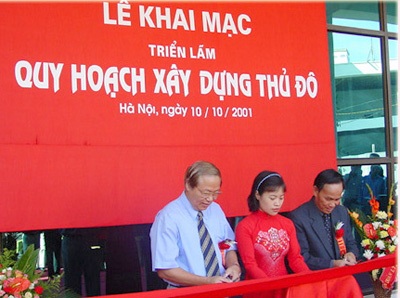 LỄ KHAI MẠC
TRIỂN LÃM
QUY HOẠCH XÂY DỰNG THỦ ĐÔ
Hà Nội, ngày 10 / 10 / 2001